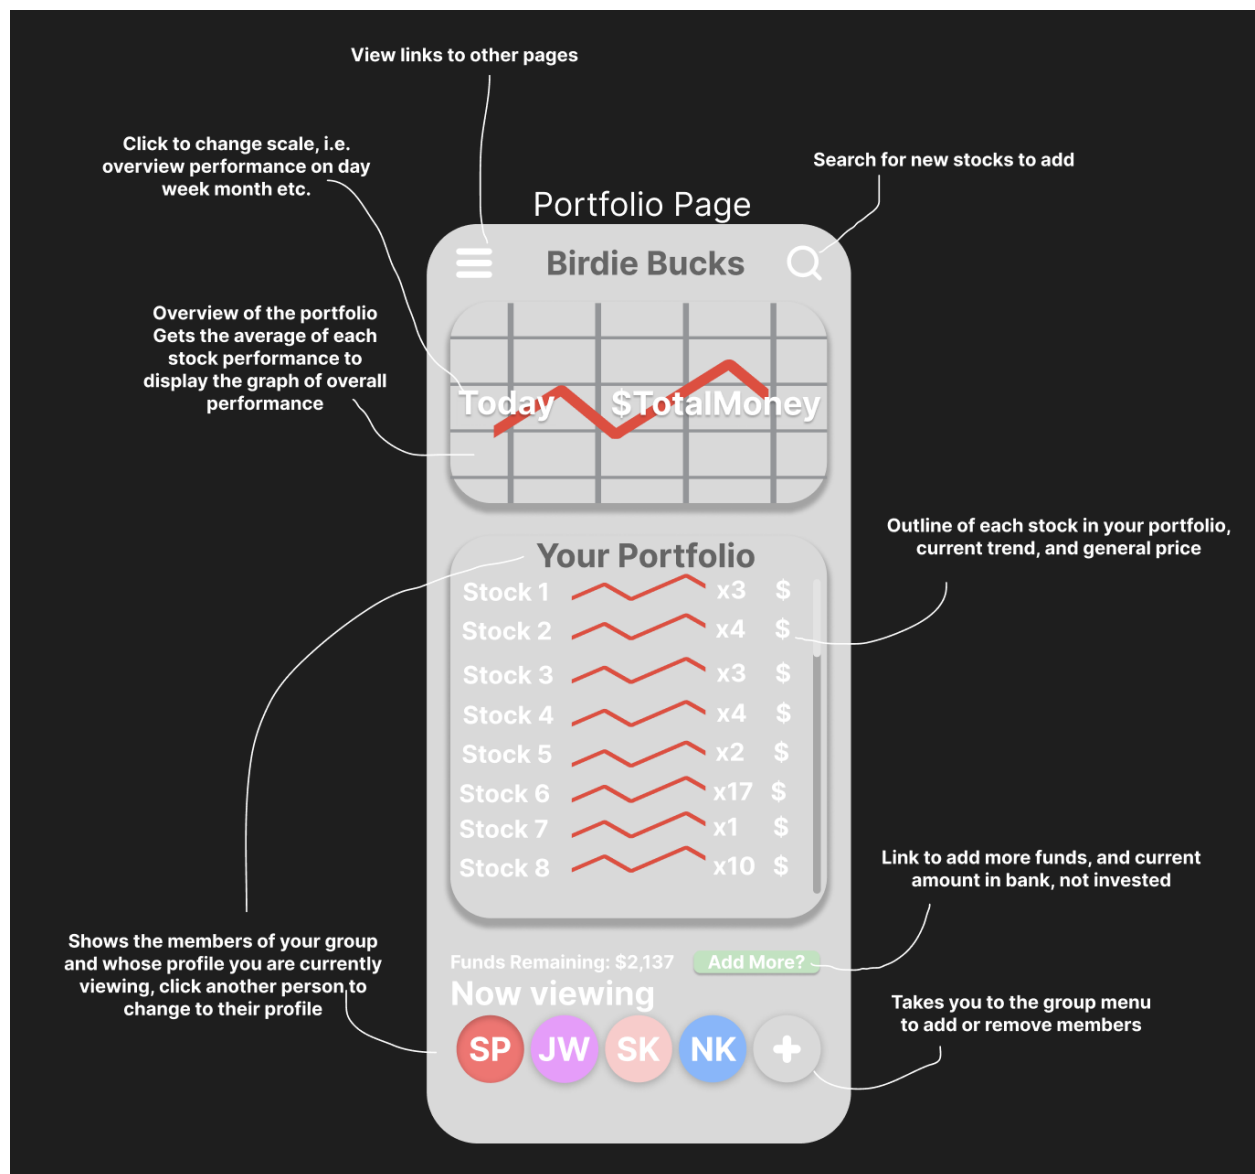 View links to other pages
Click to change scale, i.e.
overview performance on day
week month etc.
Search for new stocks to add
Portfolio Page
Birdie Bucks
Overview of the portfolio
Gets the average of each
stock performance to
display the graph of overall
performance
Today $TotalMoney
Outline of each stock in your portfolio,
current trend, and general price
Your Portfolio
Stock 1 x3 $
Stock 2 x4 $
Stock 3 x3 $
Stock 4 x4 $
Stock 5 x2 $
Stock 6 x17 $
Stock 7 x1 $
Stock 8 x10 $
Link to add more funds, and current
amount in bank, not invested
Shows the members of your group
and whose profile you are currently
viewing, click another person to
change to their profile
Funds Remaining: $2,137 Add More?
Now viewing
Takes you to the group menu
to add or remove members
SP JW SK NK +